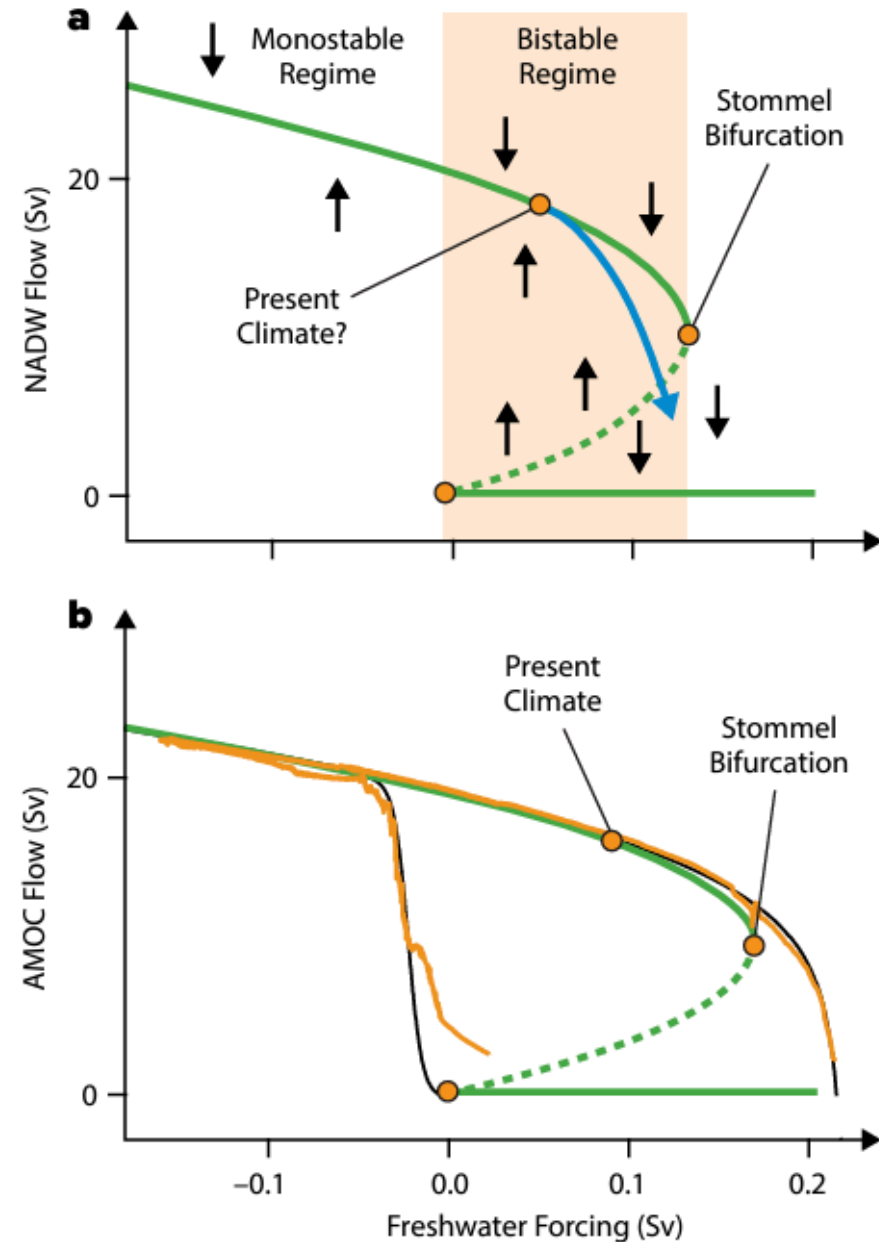 a
Monostable
Regime
Bistable
Regime
Stommel
Bifurcation
20
NADW Flow (Sv)
Present
Climate?
0
b
Present
Climate
Stommel
Bifurcation
20
AMOC Flow (Sv)
0
–0.1 0.0 0.1 0.2
Freshwater Forcing (Sv)